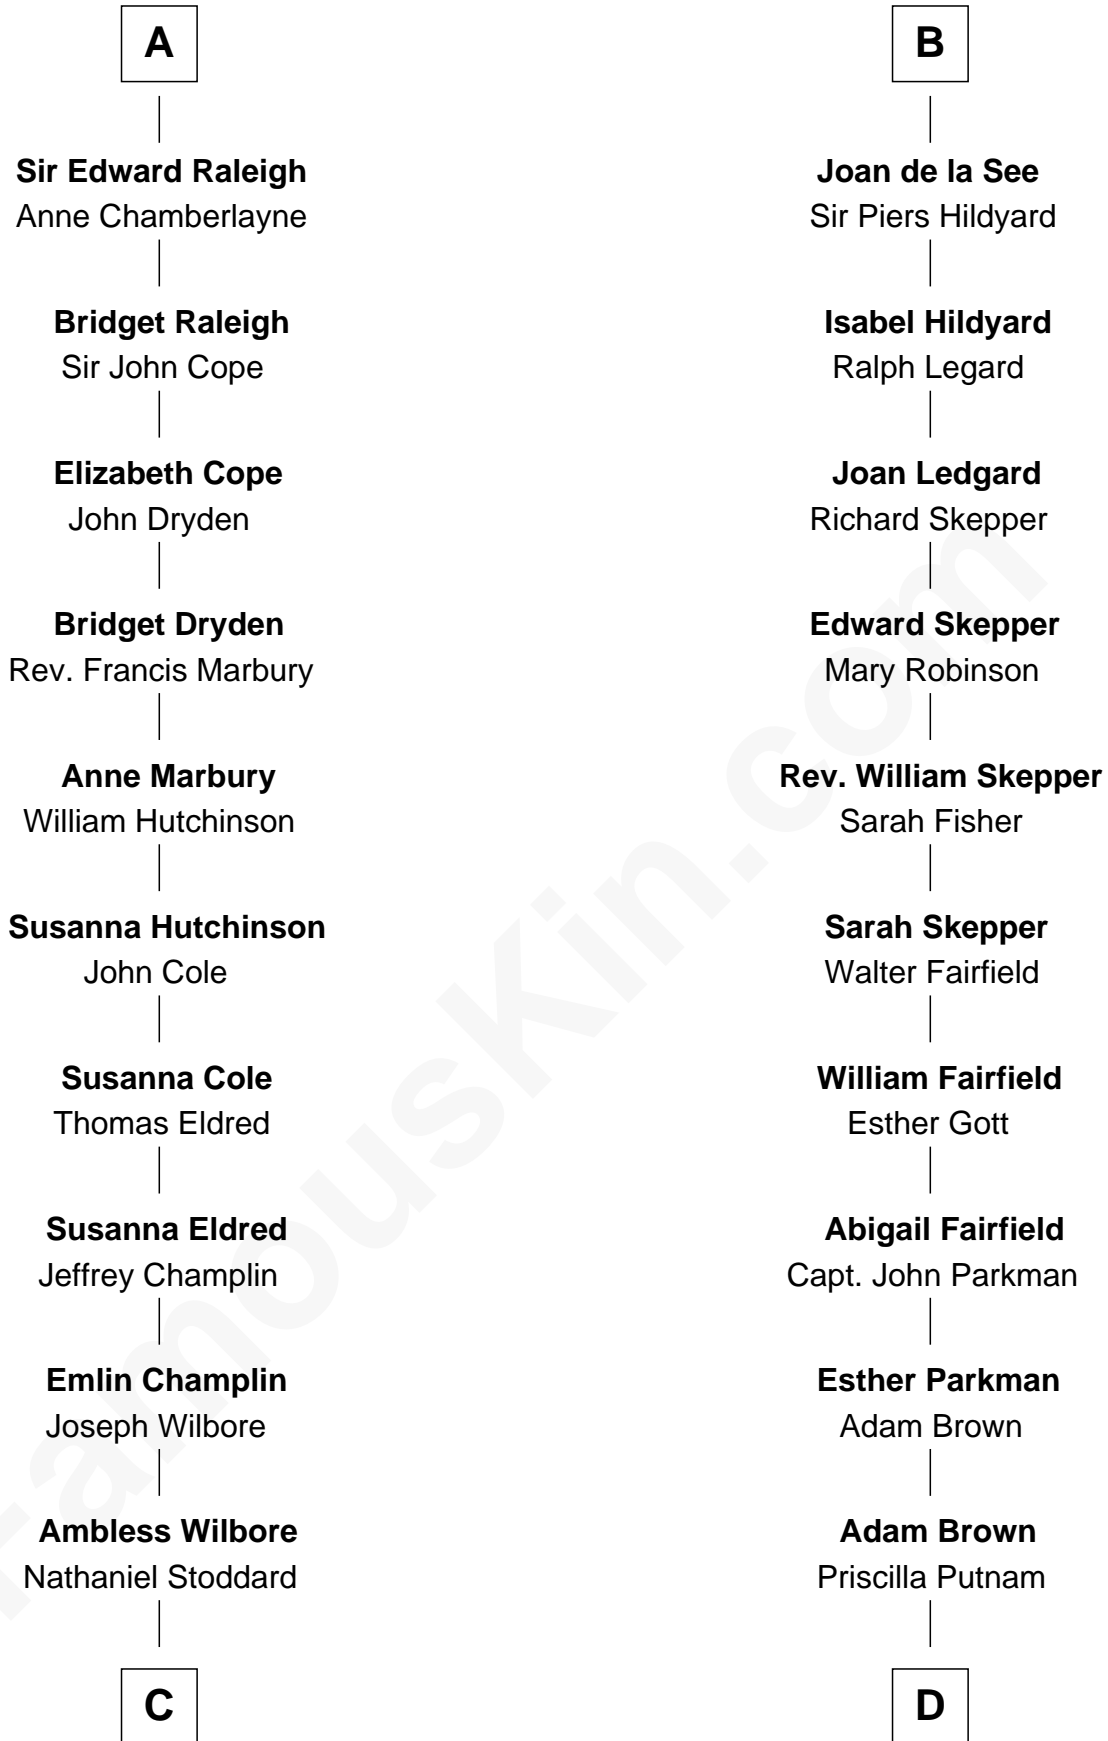 A
Sir Edward Raleigh
Anne Chamberlayne
Bridget Raleigh
Sir John Cope
Elizabeth Cope
John Dryden
Bridget Dryden
Rev. Francis Marbury
Anne Marbury
William Hutchinson
Susanna Hutchinson
John Cole
Susanna Cole
Thomas Eldred
Susanna Eldred
Jeffrey Champlin
Emlin Champlin
Joseph Wilbore
Ambless Wilbore
Nathaniel Stoddard
C
B
Joan de la See
Sir Piers Hildyard
Isabel Hildyard
Ralph Legard
Joan Ledgard
Richard Skepper
Edward Skepper
Mary Robinson
Rev. William Skepper
Sarah Fisher
Sarah Skepper
Walter Fairfield
William Fairfield
Esther Gott
Abigail Fairfield
Capt. John Parkman
Esther Parkman
Adam Brown
Adam Brown
Priscilla Putnam
D
FamousKin.com